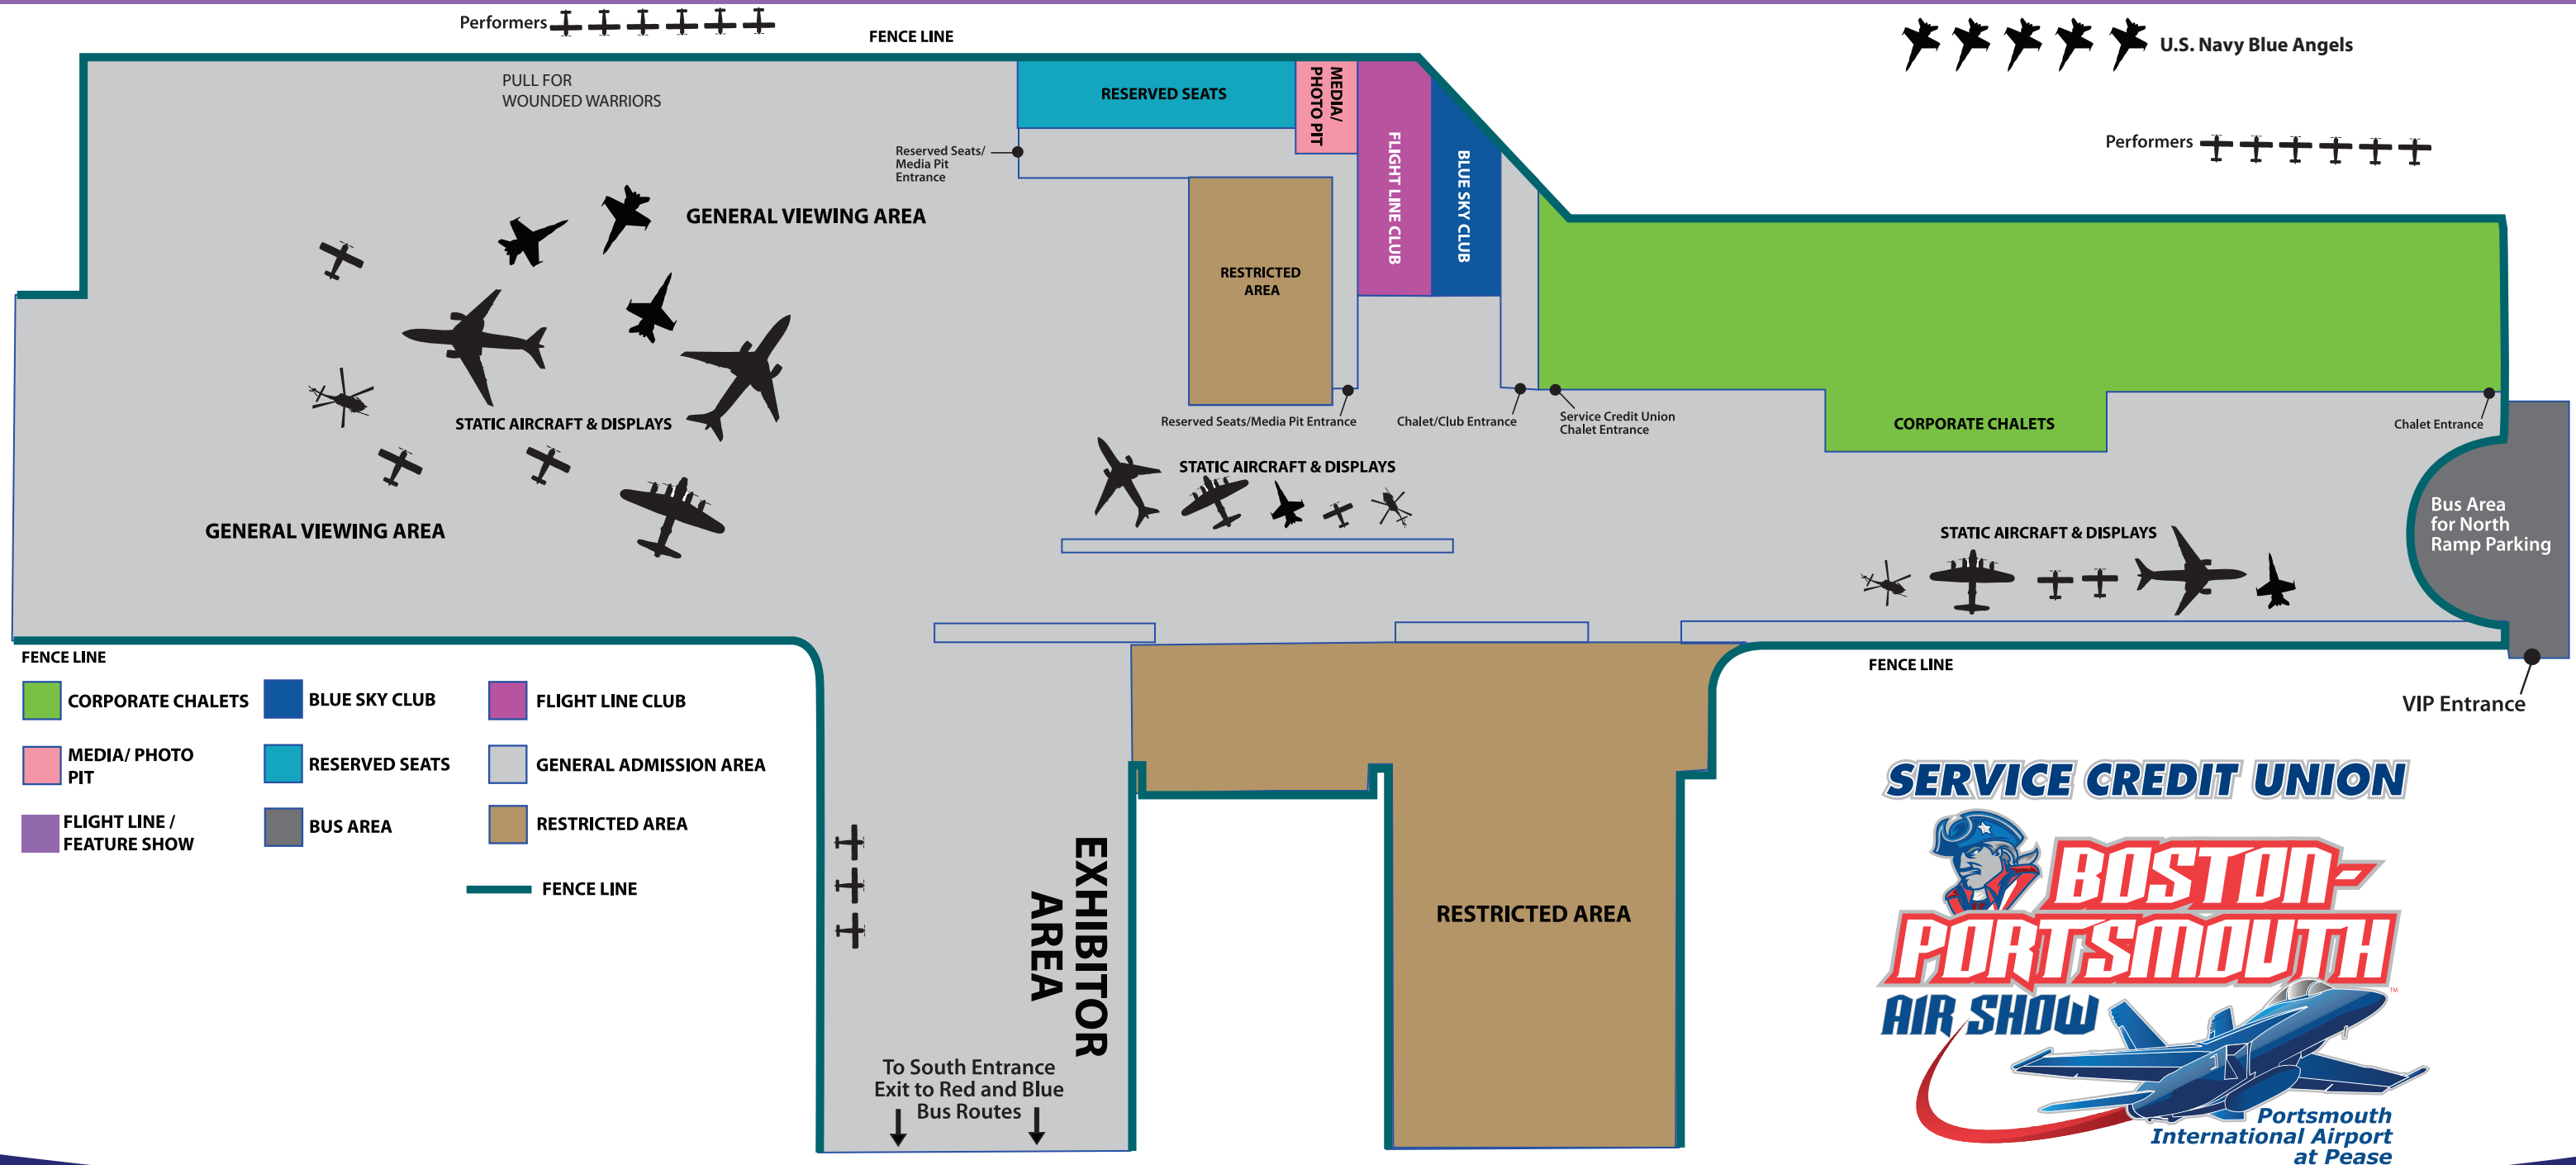 Performers
FENCE LINE
U.S. Navy Blue Angels
PULL FOR
WOUNDED WARRIORS
RESERVED SEATS
MEDIA/
PHOTO PIT
FLIGHT LINE CLUB
BLUE SKY CLUB
Performers
Reserved Seats/
Media Pit
Entrance
GENERAL VIEWING AREA
RESTRICTED
AREA
STATIC AIRCRAFT & DISPLAYS
Reserved Seats/Media Pit Entrance
Chalet/Club Entrance
Service Credit Union
Chalet Entrance
CORPORATE CHALETS
Chalet Entrance
STATIC AIRCRAFT & DISPLAYS
GENERAL VIEWING AREA
STATIC AIRCRAFT & DISPLAYS
Bus Area
for North
Ramp Parking
FENCE LINE
FENCE LINE
VIP Entrance
CORPORATE CHALETS
BLUE SKY CLUB
FLIGHT LINE CLUB
MEDIA/ PHOTO
PIT
RESERVED SEATS
GENERAL ADMISSION AREA
FLIGHT LINE /
FEATURE SHOW
BUS AREA
RESTRICTED AREA
FENCE LINE
EXHIBITOR
AREA
RESTRICTED AREA
To South Entrance
Exit to Red and Blue
Bus Routes
SERVICE CREDIT UNION
BOSTON-
PORTSMOUTH
TM
AIR SHOW
Portsmouth
International Airport
at Pease